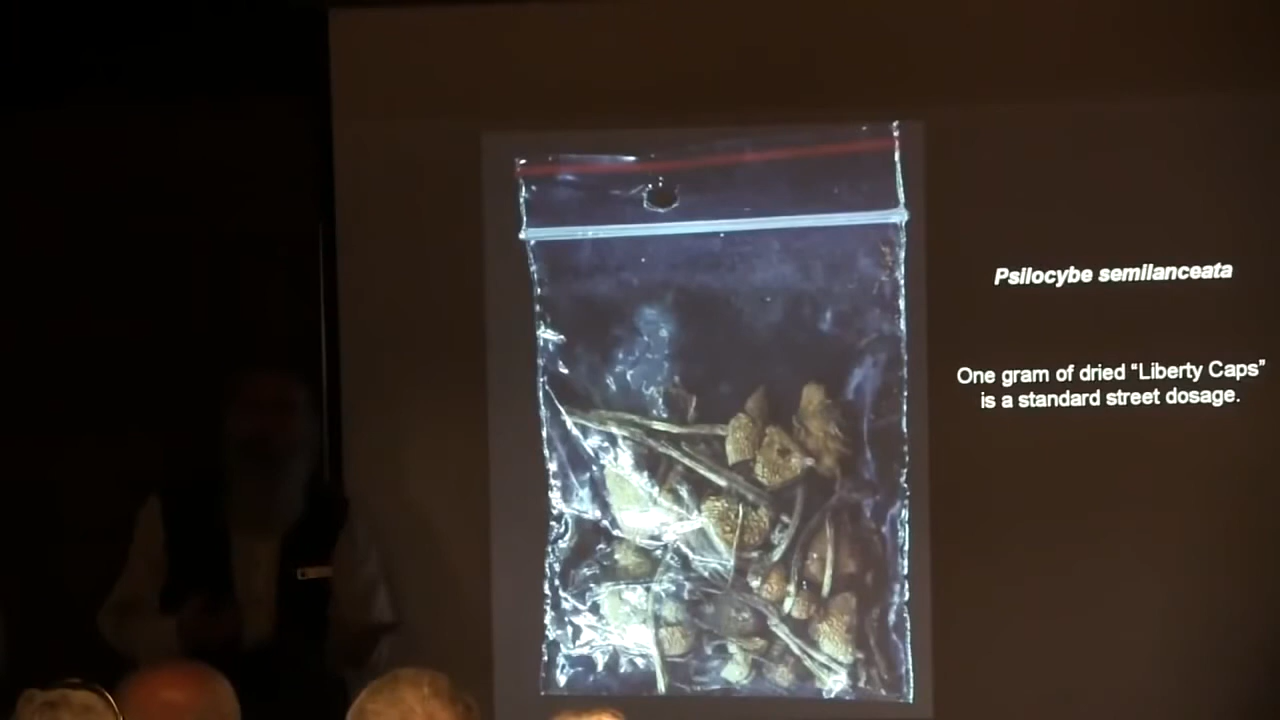 Psilocybe semilanceata
One gram of dried “Liberty Caps”
is a standard street dosage.